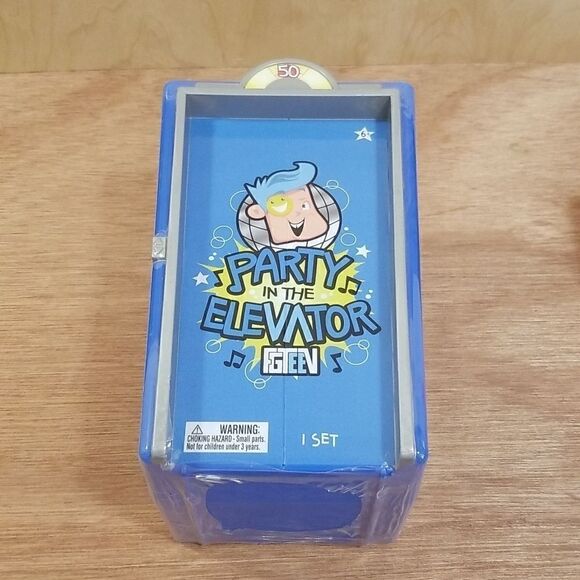 50
6+
PARTY
IN THE
ELEVATOR
FGTEEV
WARNING:
CHOKING HAZARD - Small parts.
Not for children under 3 years.
1 SET